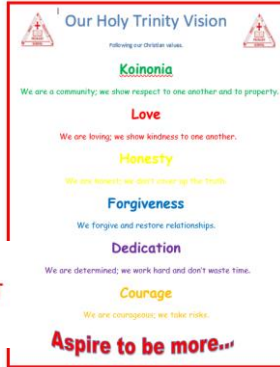 Our Holy Trinity Vision
Following our Christian values.
Koinonia
We are a community; we show respect to one another and to property.
Love
We are loving; we show kindness to one another.
Honesty
We are honest; we don't cover up the truth.
Forgiveness
We forgive and restore relationships.
Dedication
We are determined; we work hard and don't waste time.
Courage
We are courageous; we take risks.
Aspire to be more...